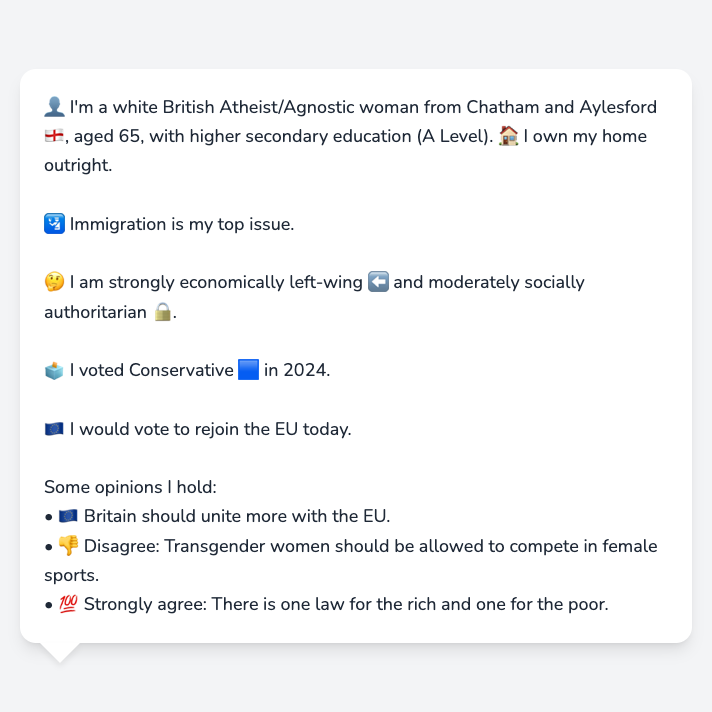 👤 I'm a white British Atheist/Agnostic woman from Chatham and Aylesford
🏴󠁧󠁢󠁥󠁮󠁧󠁿, aged 65, with higher secondary education (A Level). 🏠 I own my home
outright.
🛂 Immigration is my top issue.
🤔 I am strongly economically left-wing ⬅️ and moderately socially
authoritarian 🔒.
🗳️ I voted Conservative 🟦 in 2024.
🇪🇺 I would vote to rejoin the EU today.
Some opinions I hold:
• 🇪🇺 Britain should unite more with the EU.
• 👎 Disagree: Transgender women should be allowed to compete in female
sports.
• 💯 Strongly agree: There is one law for the rich and one for the poor.